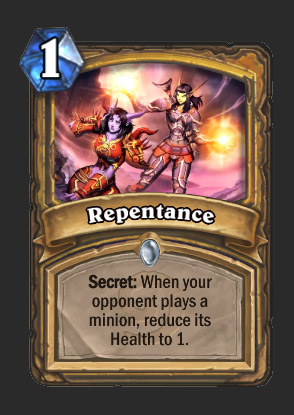 1
Repentance
Secret: When your
opponent plays a
minion, reduce its
Health to 1.